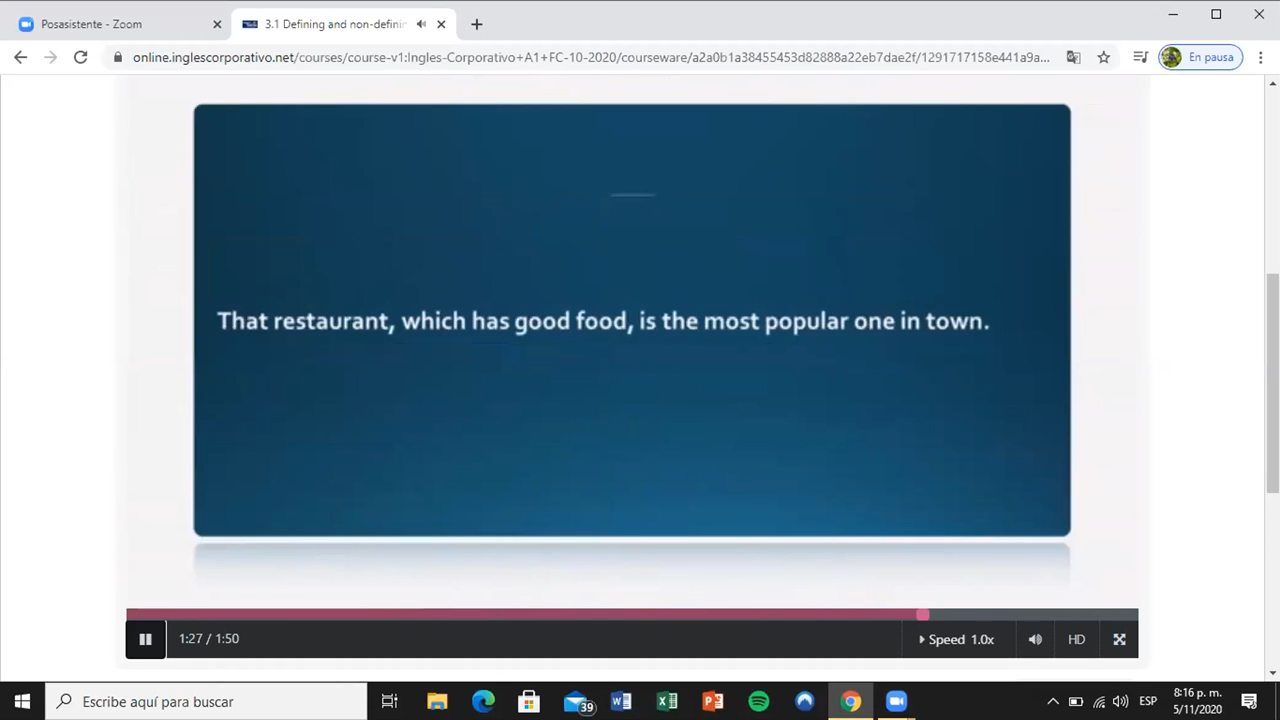 Posasistente - Zoom
3.1 Defining and non-definin
online.inglescorporativo.net/courses/course-v1:Ingles-Corporativo+A1+FC-10-2020/courseware/a2a0b1a38455453d82888a22eb7dae2f/1291717158e441a9a...
En pausa
That restaurant, which has good food, is the most popular one in town.
1:27 / 1:50
Speed 1.0x
HD
Escribe aquí para buscar
39
ESP
8:16 p. m.
5/11/2020